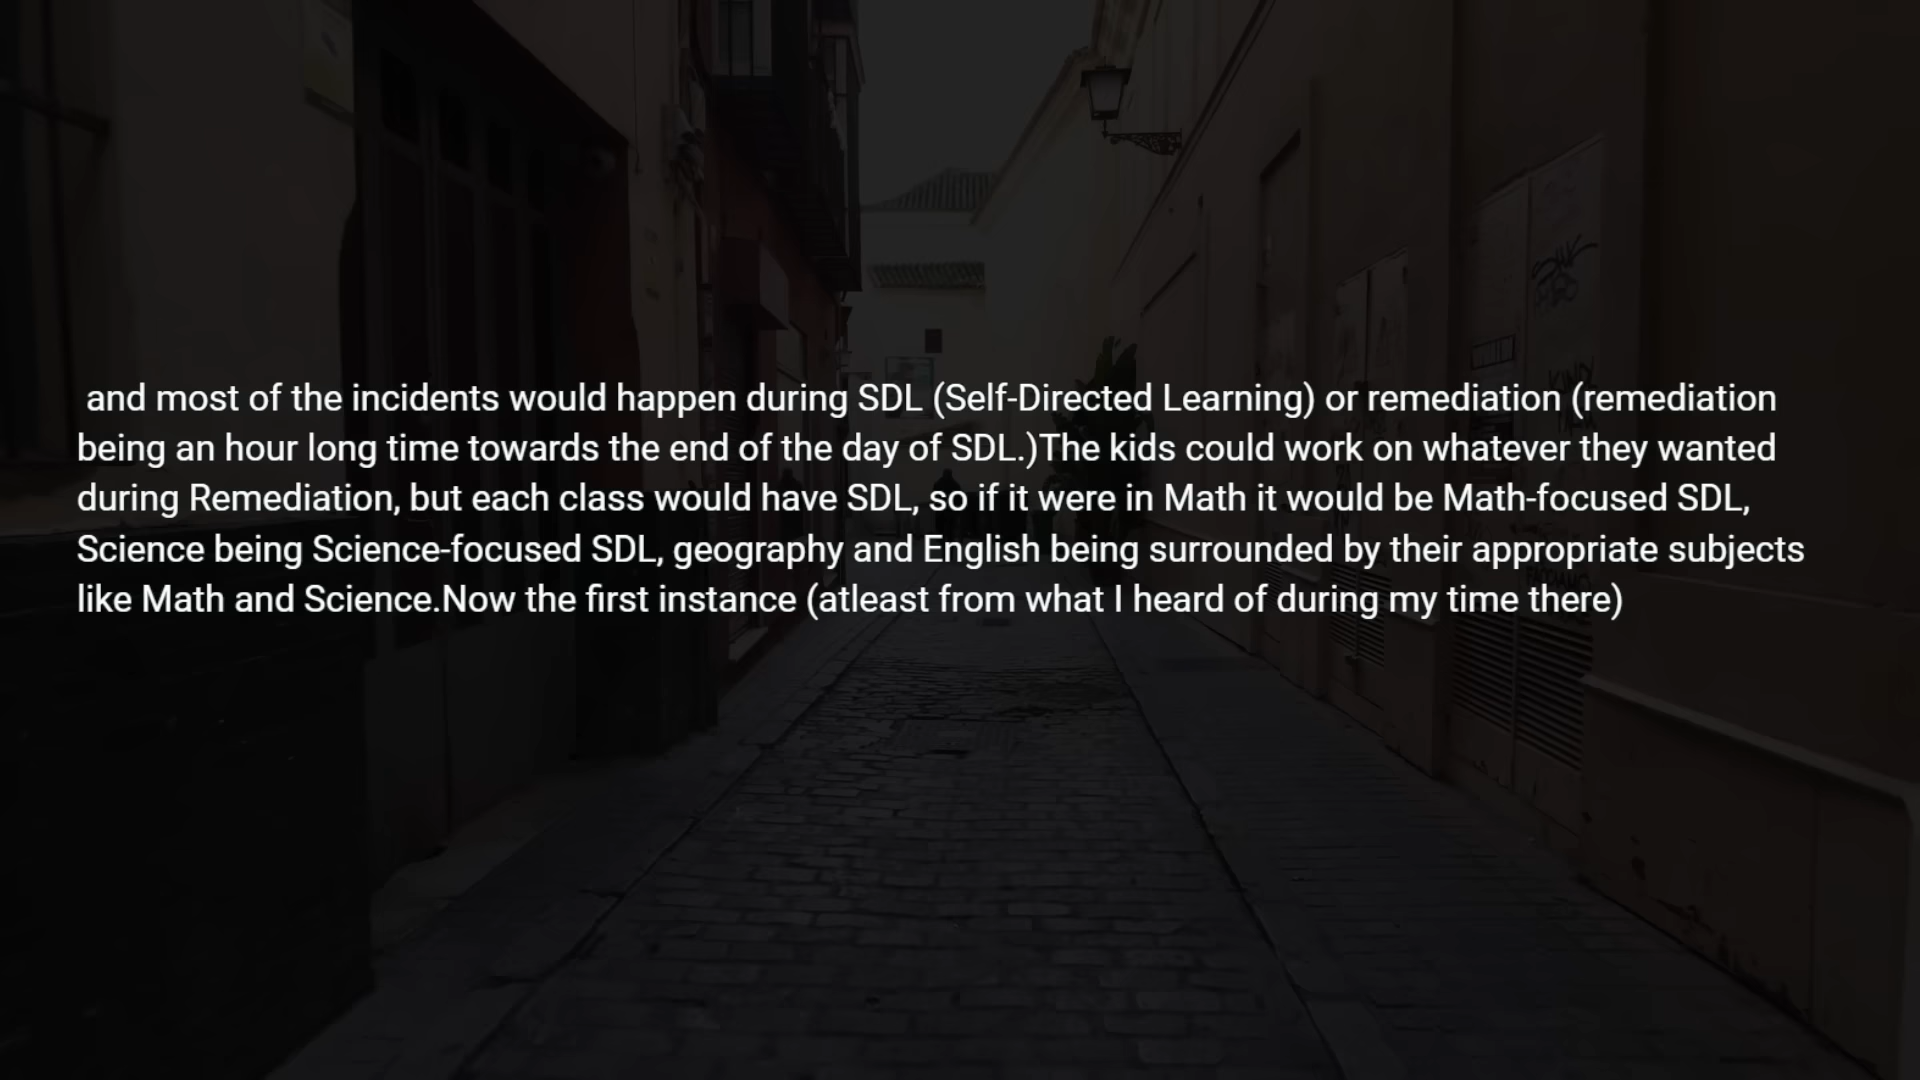 and most of the incidents would happen during SDL (Self-Directed Learning) or remediation (remediation
being an hour long time towards the end of the day of SDL.)The kids could work on whatever they wanted
during Remediation, but each class would have SDL, so if it were in Math it would be Math-focused SDL,
Science being Science-focused SDL, geography and English being surrounded by their appropriate subjects
like Math and Science.Now the first instance (atleast from what I heard of during my time there)